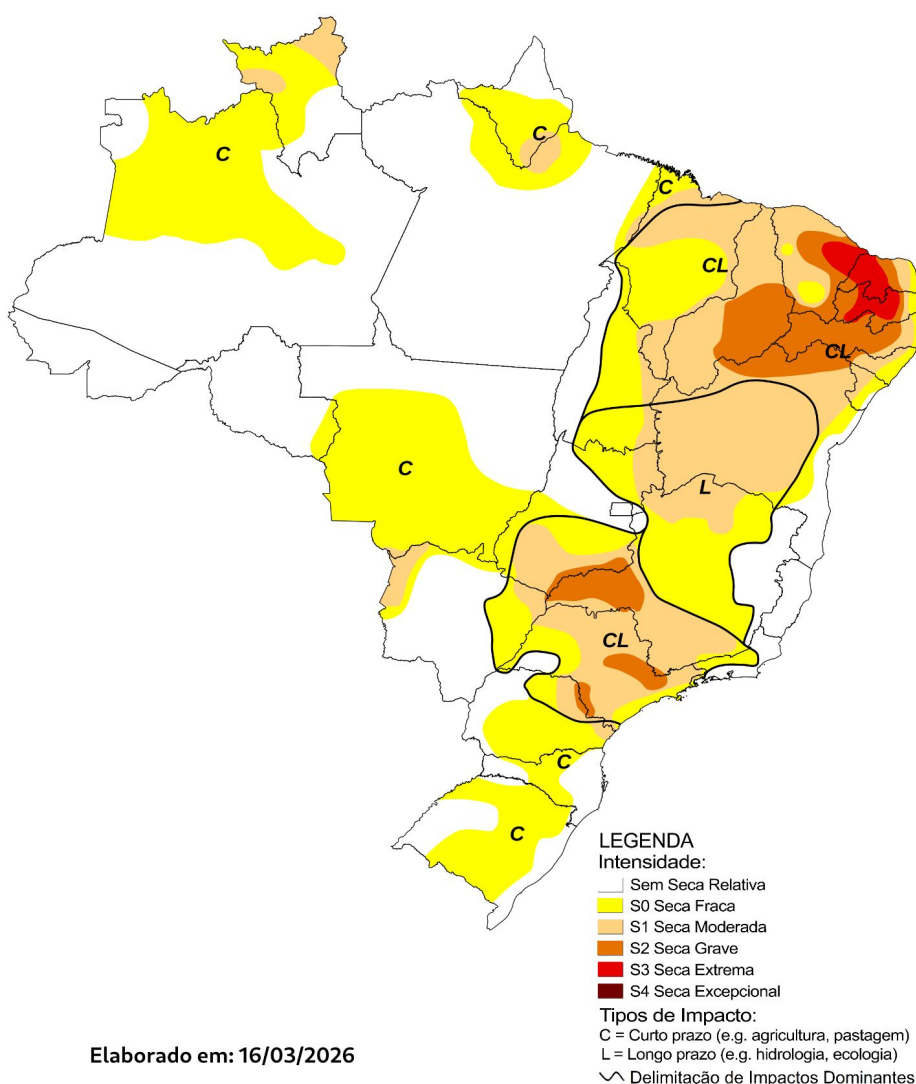 C
C
C
CL
CL
C
L
CL
C
C
LEGENDA
Intensidade:
Sem Seca Relativa
S0 Seca Fraca
S1 Seca Moderada
S2 Seca Grave
S3 Seca Extrema
S4 Seca Excepcional
Tipos de Impacto:
C = Curto prazo (e.g. agricultura, pastagem)
L = Longo prazo (e.g. hidrologia, ecologia)
Delimitação de Impactos Dominantes
Elaborado em: 16/03/2026